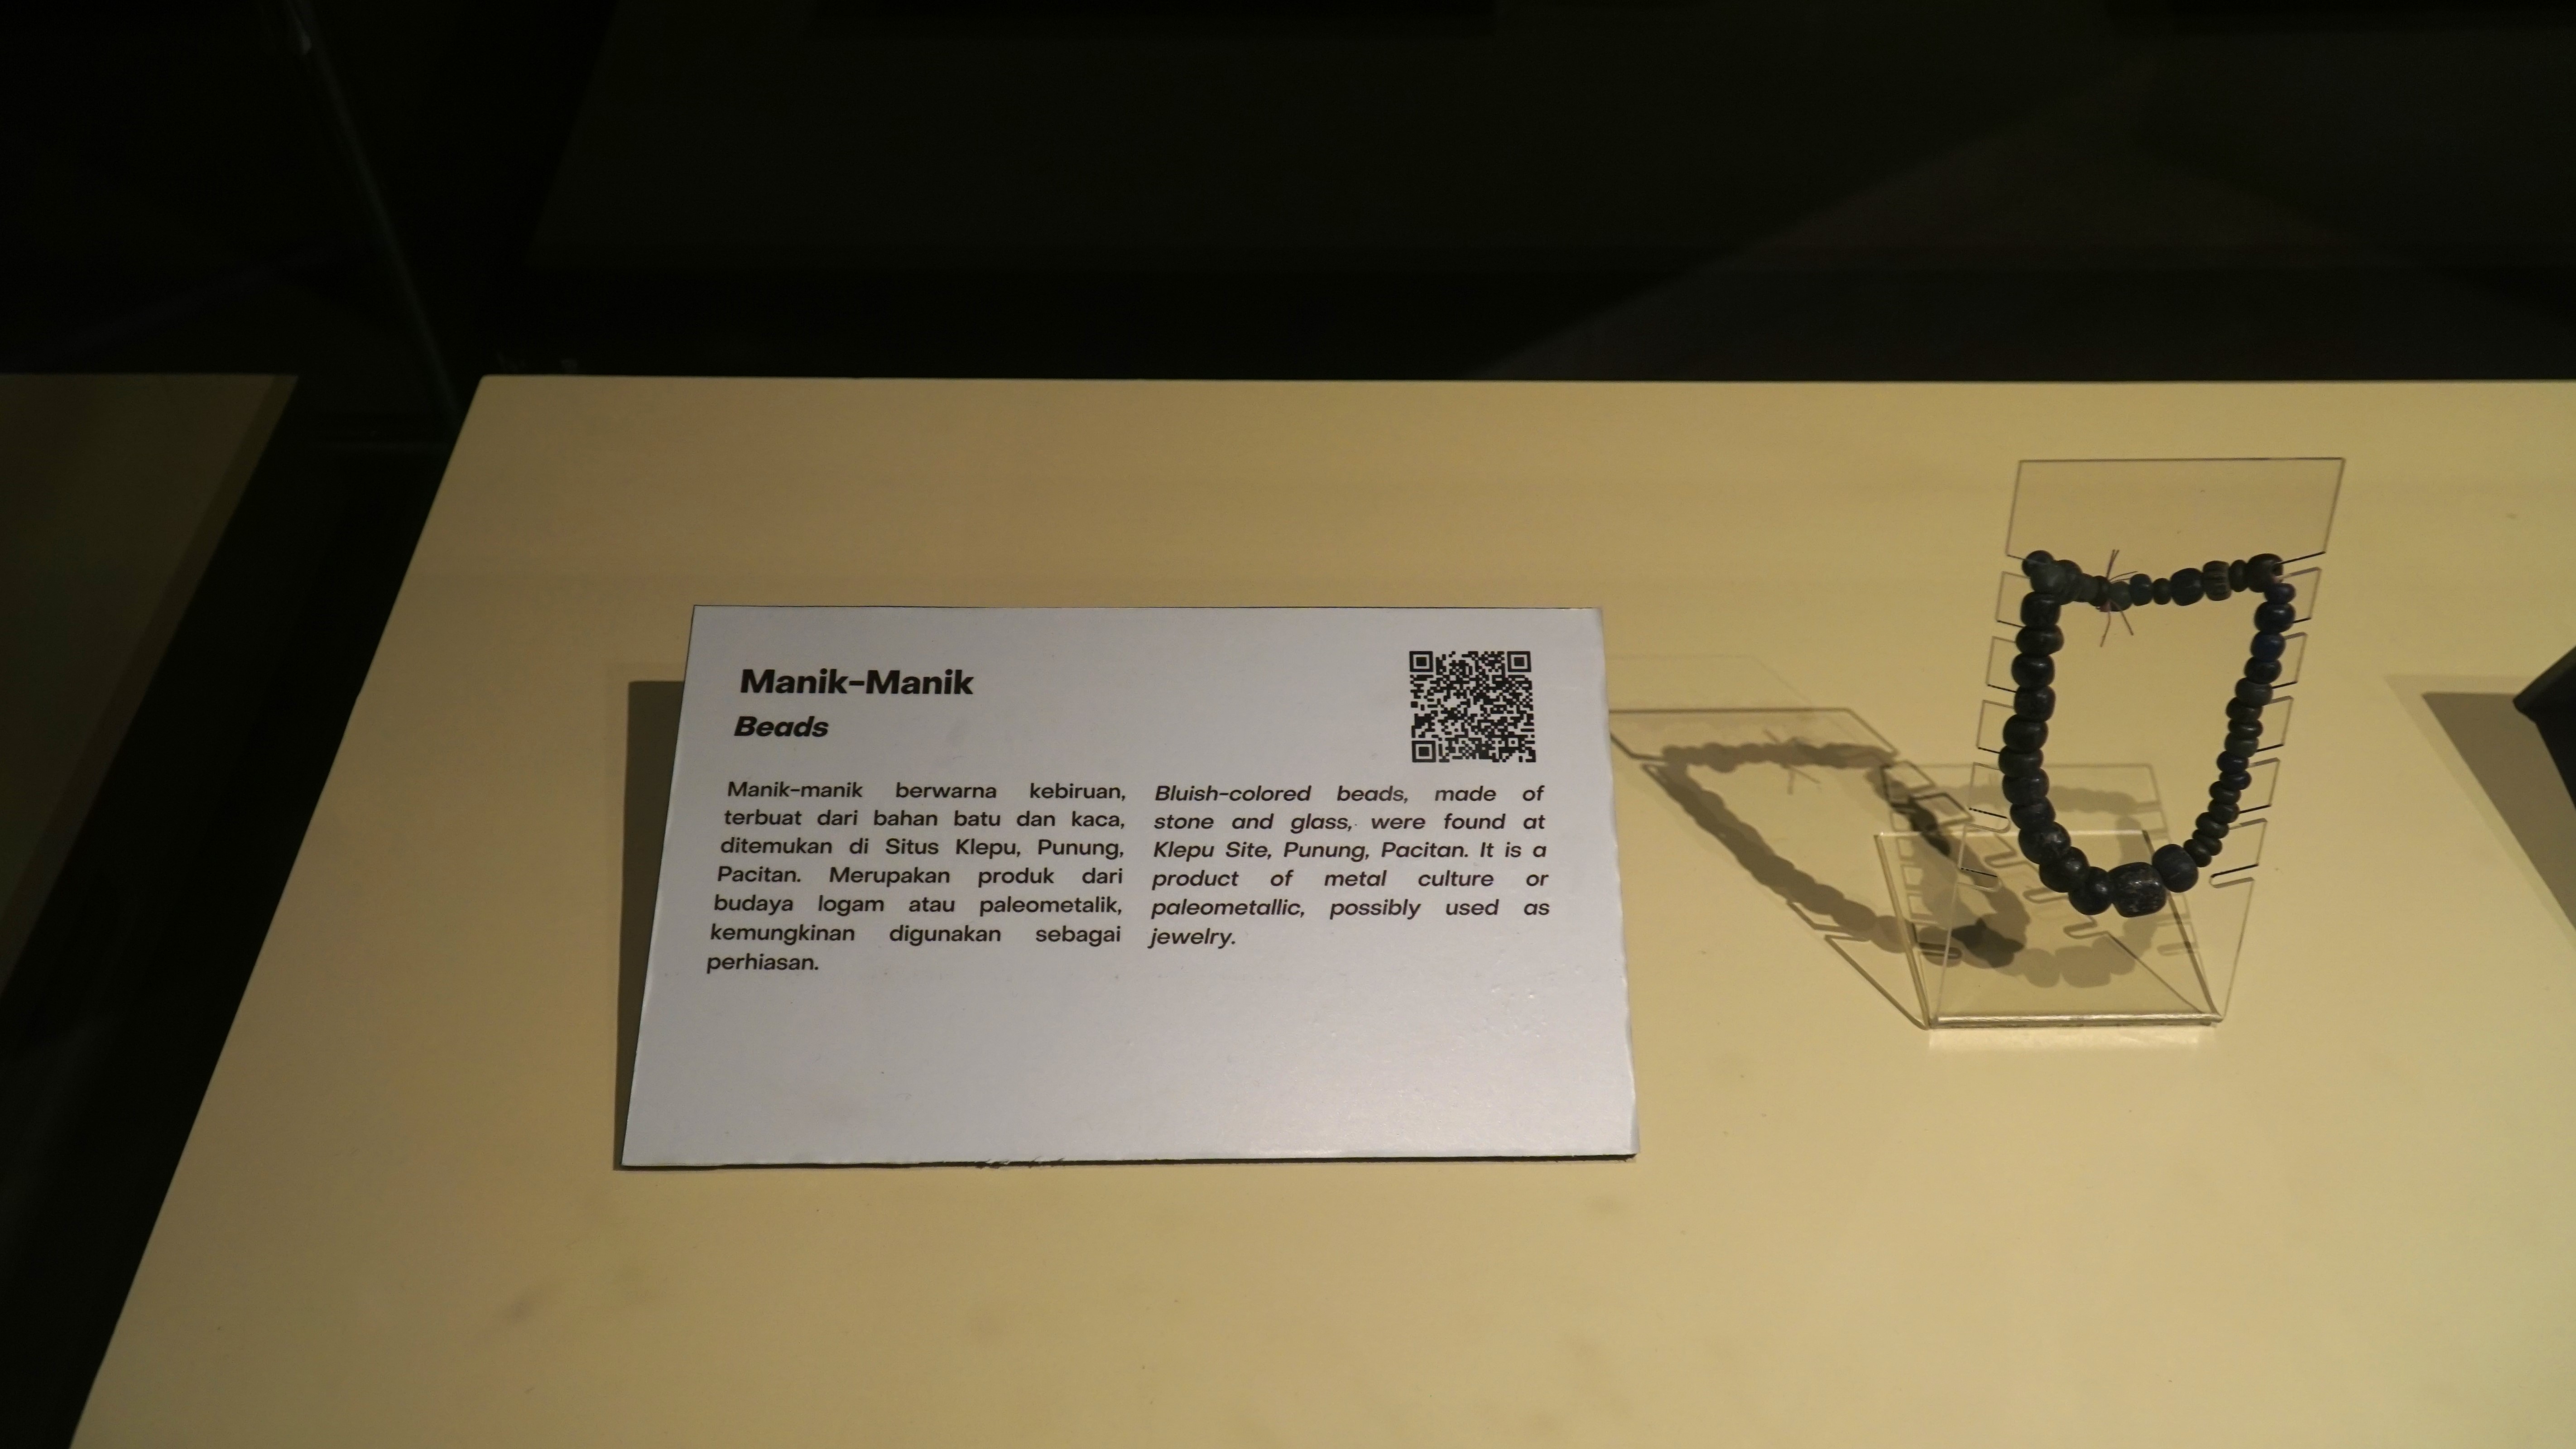 Manik-Manik
Beads
Manik-manik berwarna kebiruan,
terbuat dari bahan batu dan kaca,
ditemukan di Situs Klepu, Punung,
Pacitan. Merupakan produk dari
budaya logam atau paleometalik,
kemungkinan digunakan sebagai
perhiasan.
Bluish-colored beads, made of
stone and glass, were found at
Klepu Site, Punung, Pacitan. It is a
product of metal culture or
paleometallic, possibly used as
jewelry.